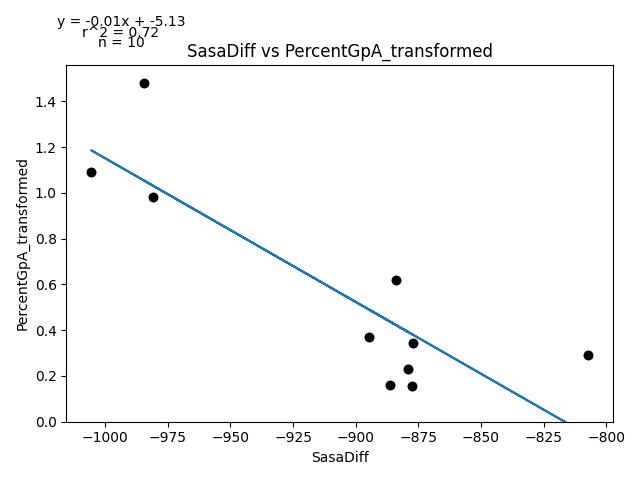 y = -0.01x + -5.13
r^2 = 0.72
n = 10
SasaDiff vs PercentGpA_transformed
PercentGpA_transformed
1.4
1.2
1.0
0.8
0.6
0.4
0.2
0.0
−1000 −975 −950 −925 −900 −875 −850 −825 −800
SasaDiff